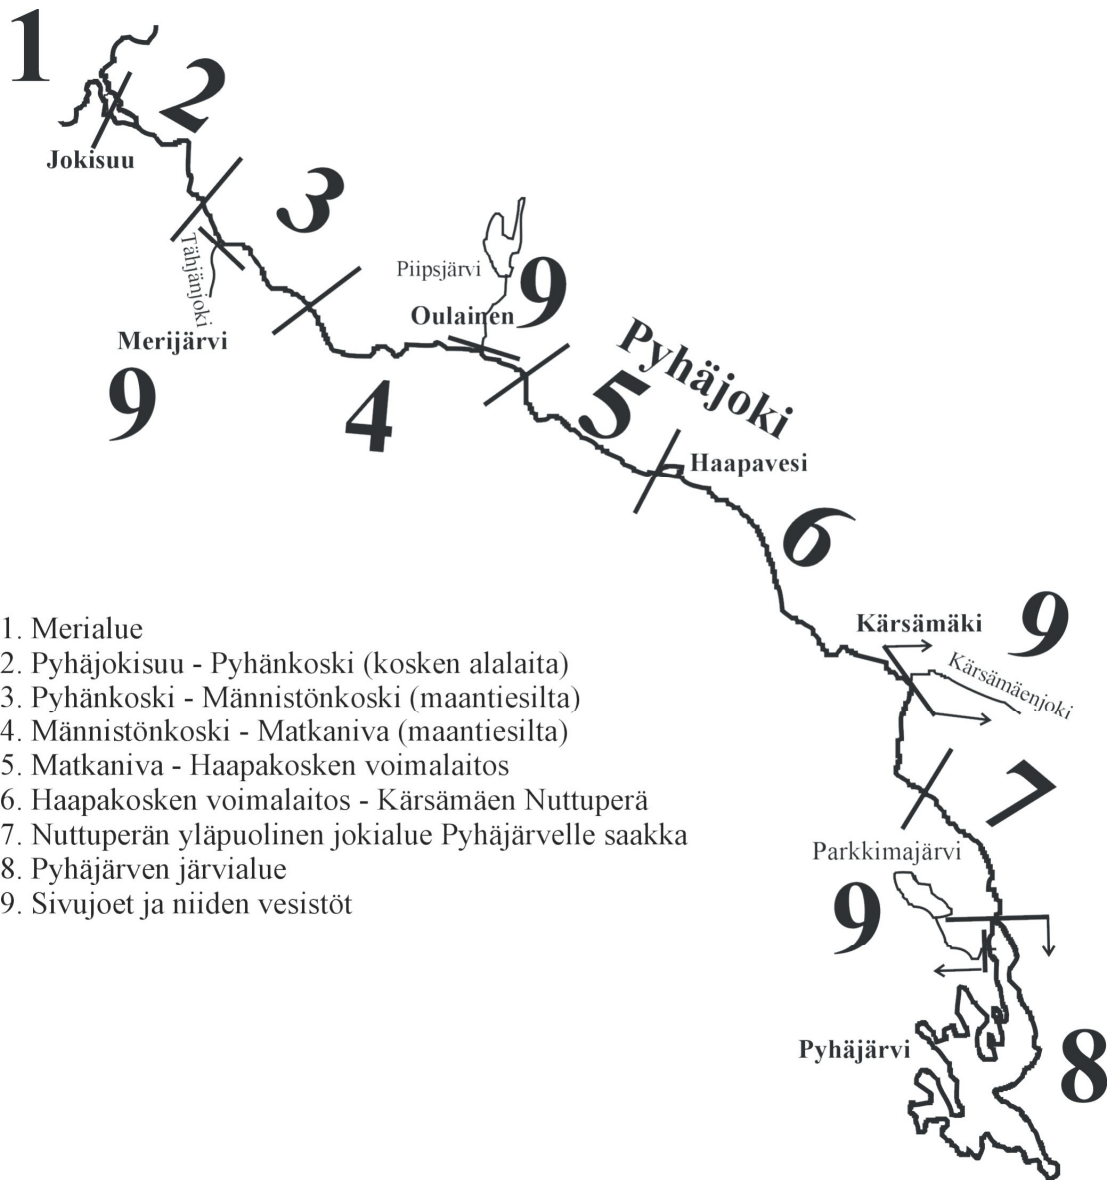 1
2
Jokisuu
3
Tähjänjoki
Piipsjärvi
9
Oulainen
Merijärvi
9
4
Pyhäjoki
5
Haapavesi
6
1. Merialue
2. Pyhäjokisuu - Pyhänkoski (kosken alalaita)
3. Pyhänkoski - Männistönkoski (maantiesilta)
4. Männistönkoski - Matkaniva (maantiesilta)
5. Matkaniva - Haapakosken voimalaitos
6. Haapakosken voimalaitos - Kärsämäen Nuttuperä
7. Nuttuperän yläpuolinen jokialue Pyhäjärvelle saakka
8. Pyhäjärven järvialue
9. Sivujoet ja niiden vesistöt
Kärsämäki
9
Kärsämäenjoki
7
Parkkimajärvi
9
Pyhäjärvi
8